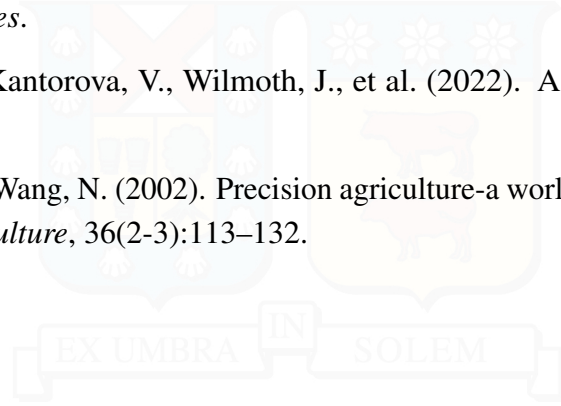 es.
Kantorova, V., Wilmoth, J., et al. (2022). A
Wang, N. (2002). Precision agriculture-a worl
ulture, 36(2-3):113–132.
IN
EX UMBRA SOLEM